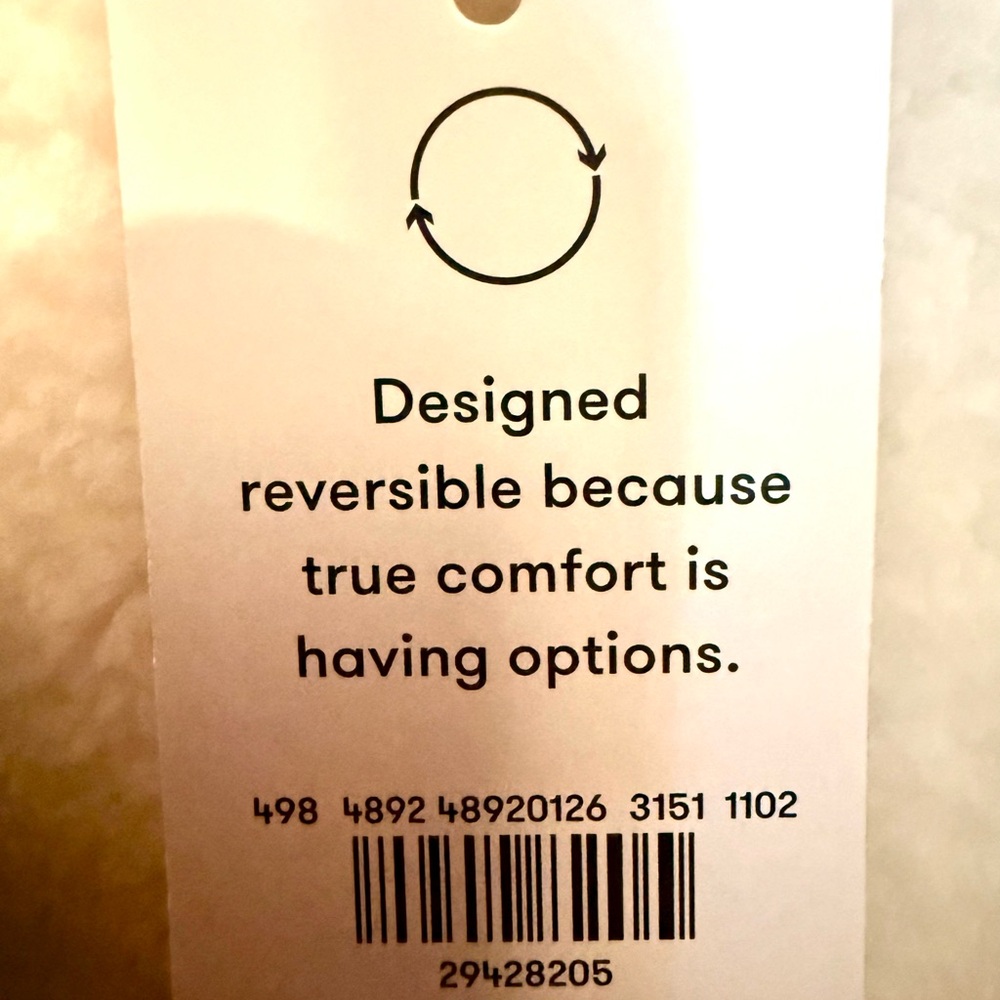 Designed
reversible because
true comfort is
having options.
498 4892 48920126 3151 1102
29428205